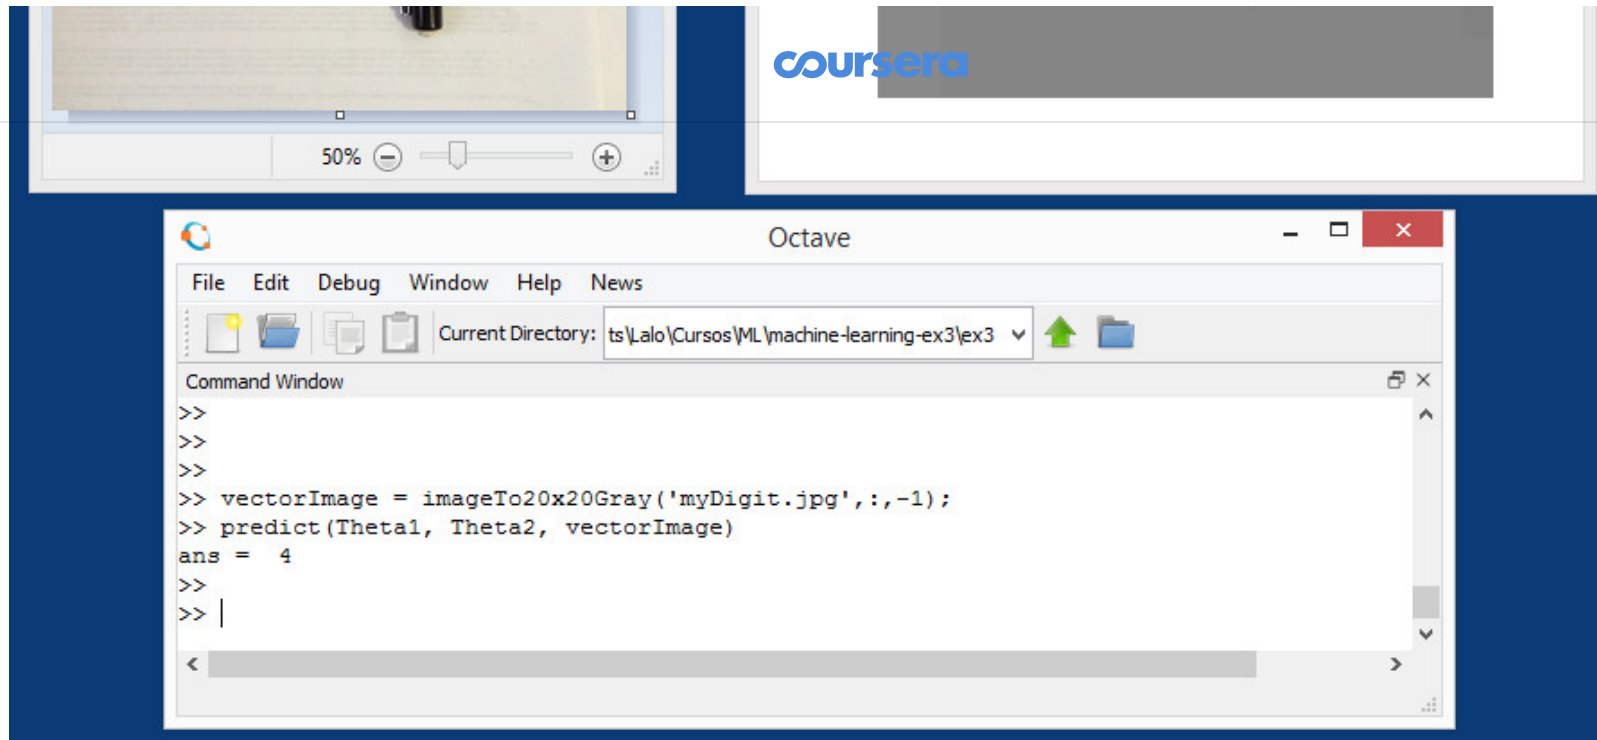 coursera
50%
Octave
File Edit Debug Window Help News
Current Directory: ts\Lalo\Cursos\ML\machine-learning-ex3\ex3
Command Window
>>
>>
>>
>> vectorImage = imageTo20x20Gray('myDigit.jpg',:,-1);
>> predict(Theta1, Theta2, vectorImage)
ans =  4
>>
>>